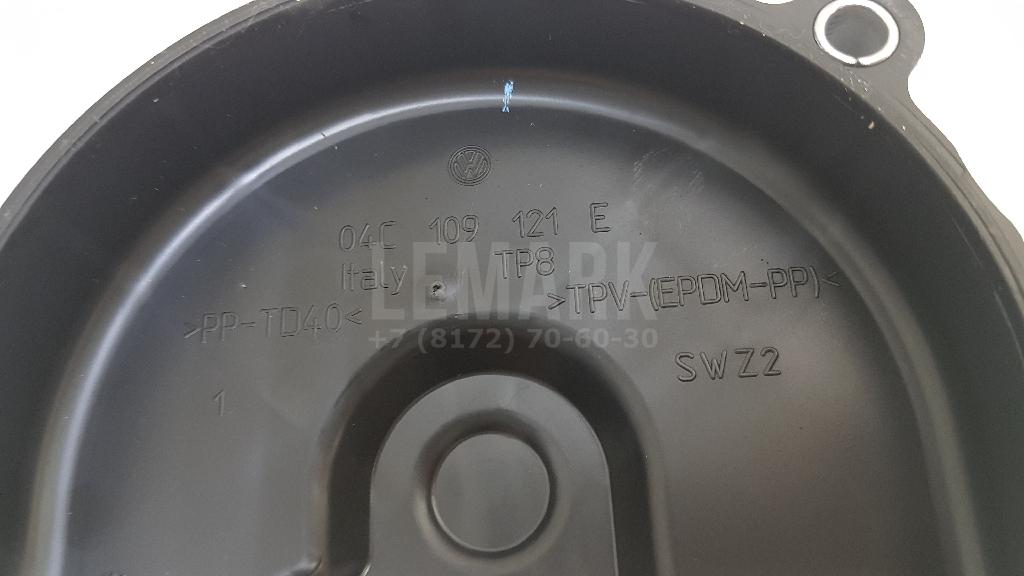 04C 109 121 E
Italy TP8
>PP-TD40< >TPV-(EPDM-PP)<
1 SWZ2
LEMARK
+7 (8172) 70-60-30